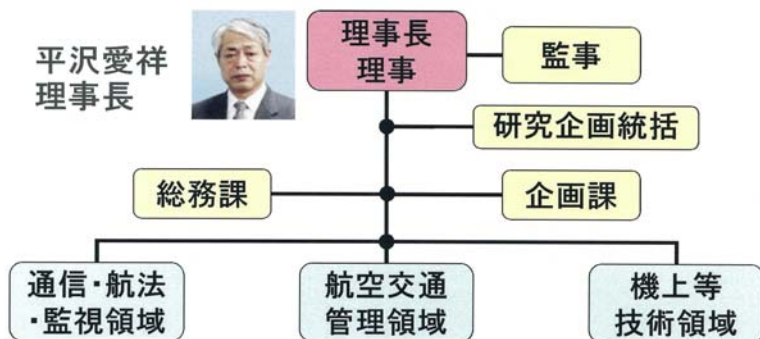 平沢愛祥
理事長
理事長
理事
監事
研究企画統括
総務課
企画課
通信・航法
・監視領域
航空交通
管理領域
機上等
技術領域